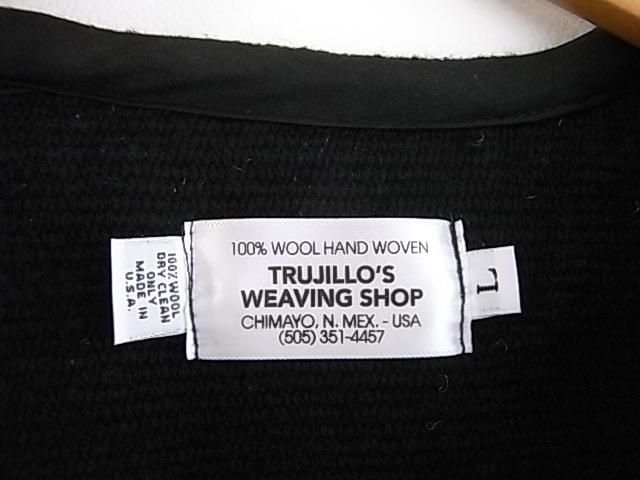 100% WOOL
DRY CLEAN
ONLY
MADE IN
U.S.A.
100% WOOL HAND WOVEN
TRUJILLO'S
WEAVING SHOP
CHIMAYO, N. MEX. - USA
(505) 351-4457
L